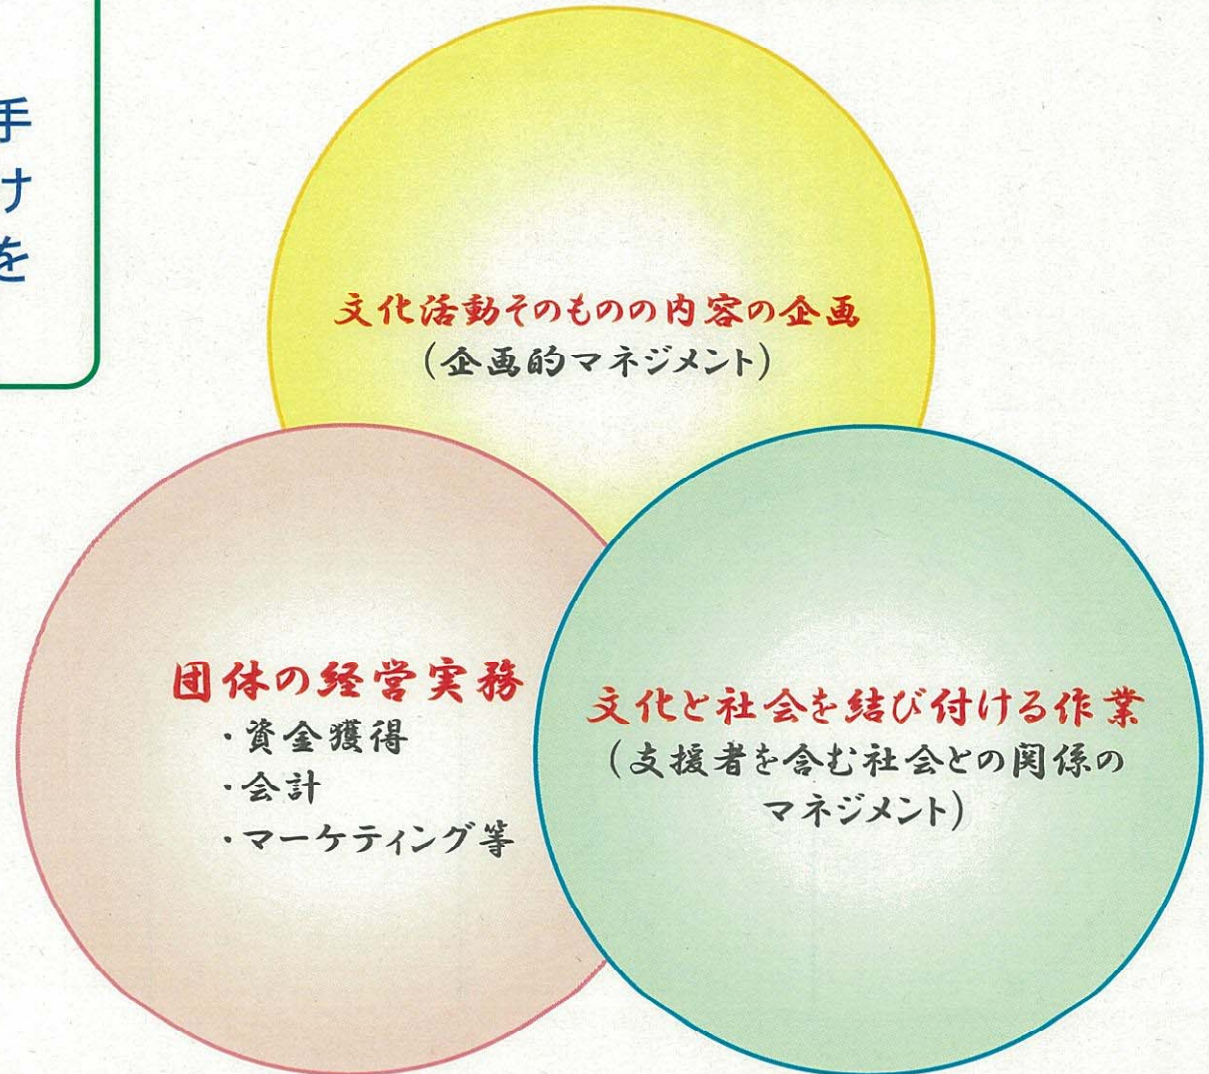 手
け
を
文化活動そのものの内容の企画
(企画的マネジメント)
団体の経営実務
・資金獲得
・会計
・マーケティング等
文化と社会を結び付ける作業
(支援者を含む社会との関係の
マネジメント)